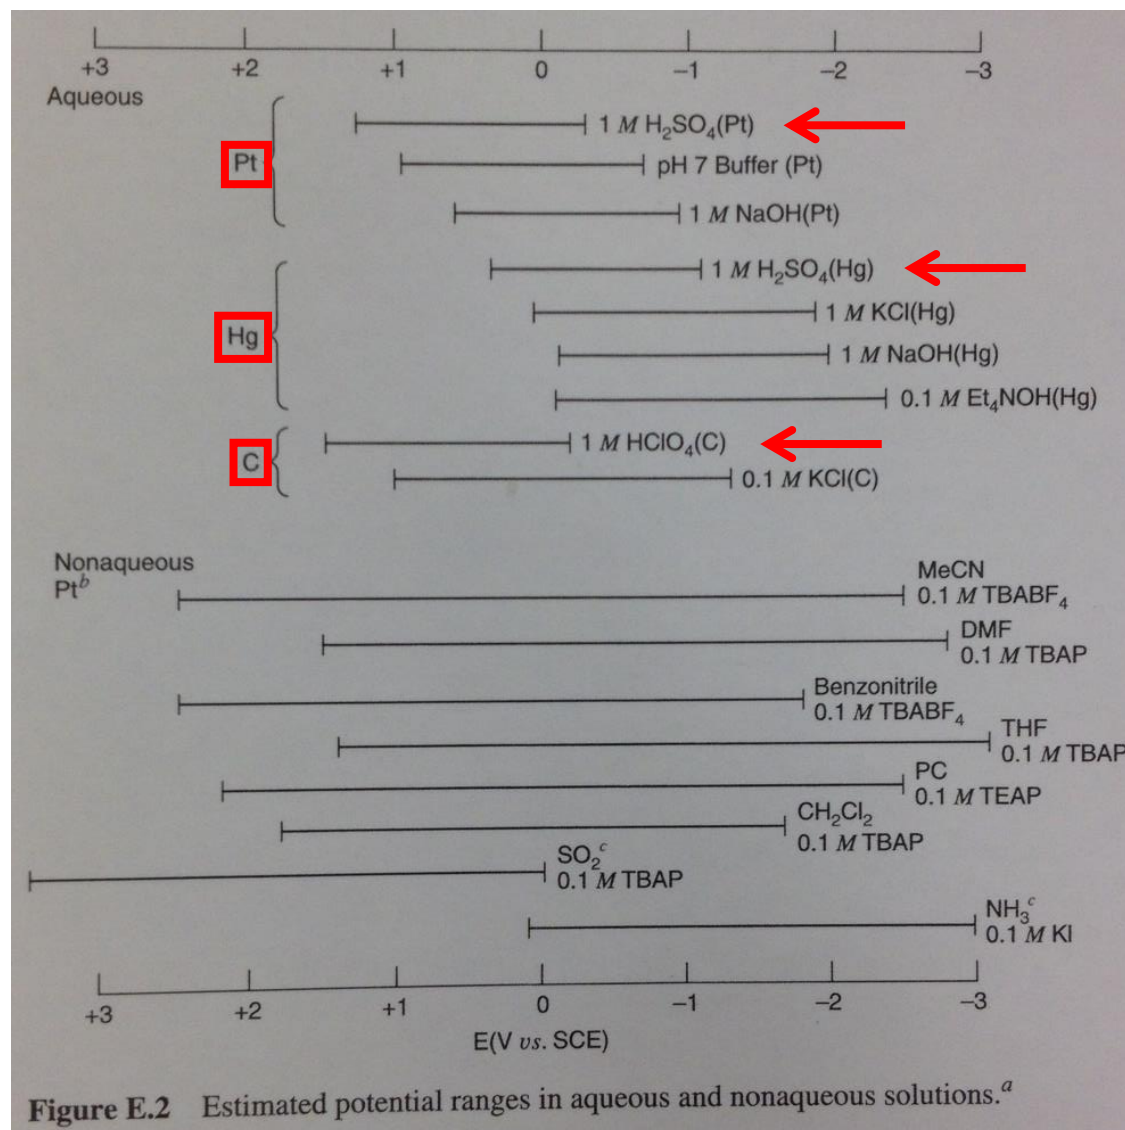 +3 +2 +1 0 −1 −2 −3
Aqueous
1 M H₂SO₄(Pt)
Pt
pH 7 Buffer (Pt)
1 M NaOH(Pt)
1 M H₂SO₄(Hg)
1 M KCl(Hg)
Hg
1 M NaOH(Hg)
0.1 M Et₄NOH(Hg)
1 M HClO₄(C)
C
0.1 M KCl(C)
Nonaqueous
Ptᵇ
MeCN
0.1 M TBABF₄
DMF
0.1 M TBAP
Benzonitrile
0.1 M TBABF₄
THF
0.1 M TBAP
PC
0.1 M TEAP
CH₂Cl₂
0.1 M TBAP
SO₂ᶜ
0.1 M TBAP
NH₃ᶜ
0.1 M KI
+3 +2 +1 0 −1 −2 −3
E(V vs. SCE)
Figure E.2 Estimated potential ranges in aqueous and nonaqueous solutions.ᵃ